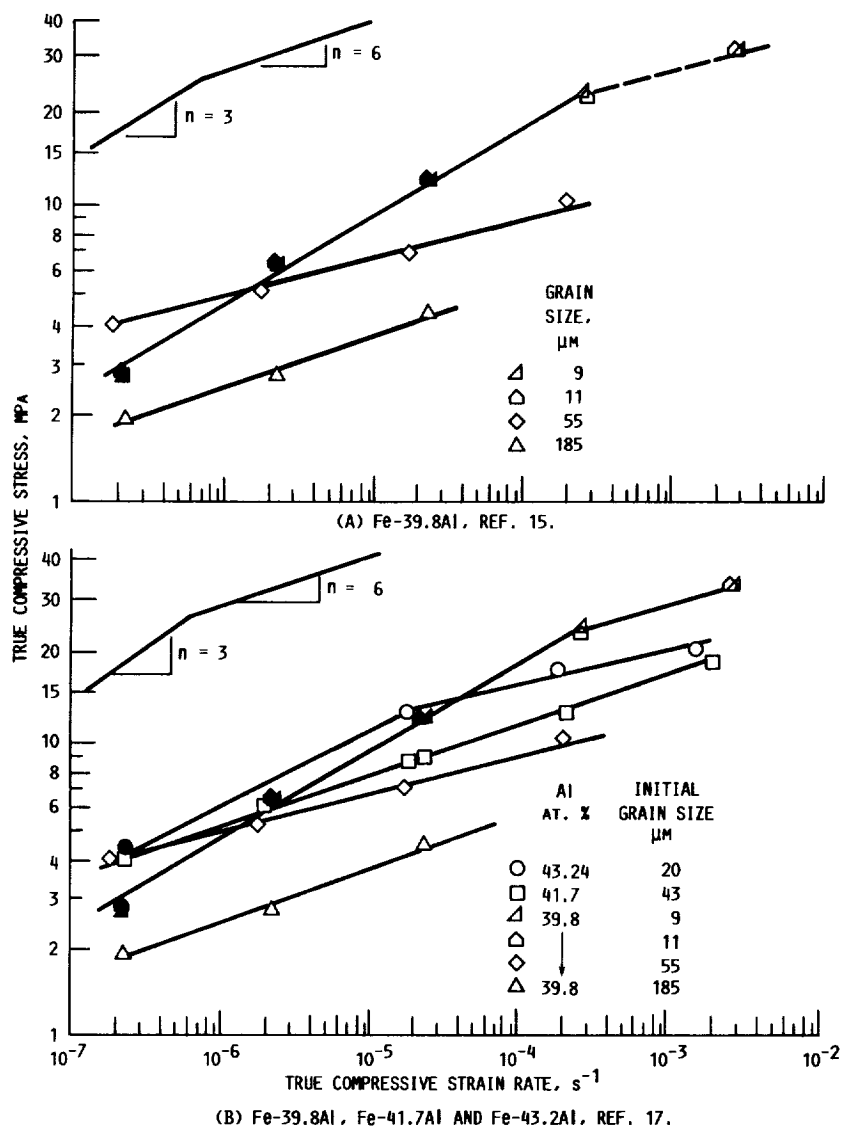 40
30
20
15
10
8
6
4
3
2
1
n = 6
n = 3
GRAIN
SIZE,
μM
9
11
55
185
(A) Fe-39.8Al, REF. 15.
TRUE COMPRESSIVE STRESS, MPA
40
30
20
15
10
8
6
4
3
2
1
n = 6
n = 3
Al INITIAL
AT. % GRAIN SIZE
μM
43.24 20
41.7 43
39.8 9
11
55
39.8 185
10⁻⁷ 10⁻⁶ 10⁻⁵ 10⁻⁴ 10⁻³ 10⁻²
TRUE COMPRESSIVE STRAIN RATE, s⁻¹
(B) Fe-39.8Al, Fe-41.7Al AND Fe-43.2Al, REF. 17.